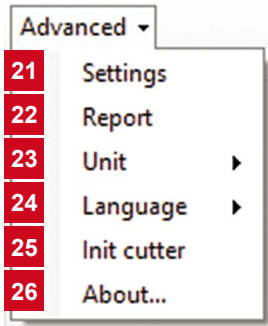 Advanced
21 Settings
22 Report
23 Unit
24 Language
25 Init cutter
26 About...